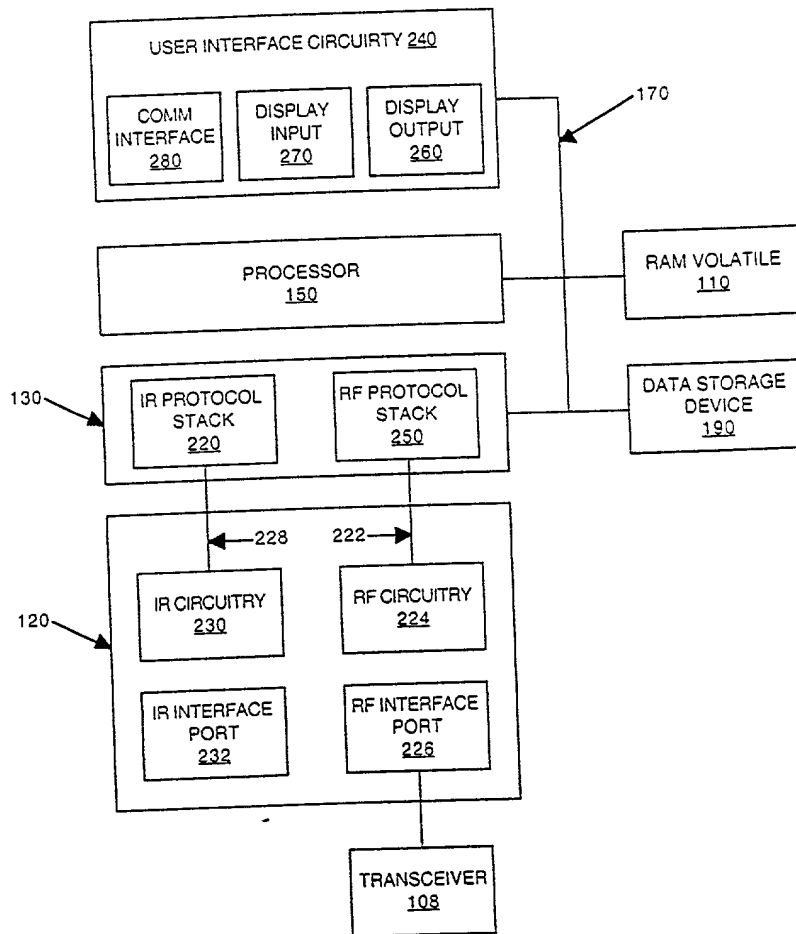 USER INTERFACE CIRCUIRTY 240
COMM
INTERFACE
280
DISPLAY
INPUT
270
DISPLAY
OUTPUT
260
170
PROCESSOR
150
RAM VOLATILE
110
130
IR PROTOCOL
STACK
220
RF PROTOCOL
STACK
250
DATA STORAGE
DEVICE
190
228
222
120
IR CIRCUITRY
230
RF CIRCUITRY
224
IR INTERFACE
PORT
232
RF INTERFACE
PORT
226
TRANSCEIVER
108